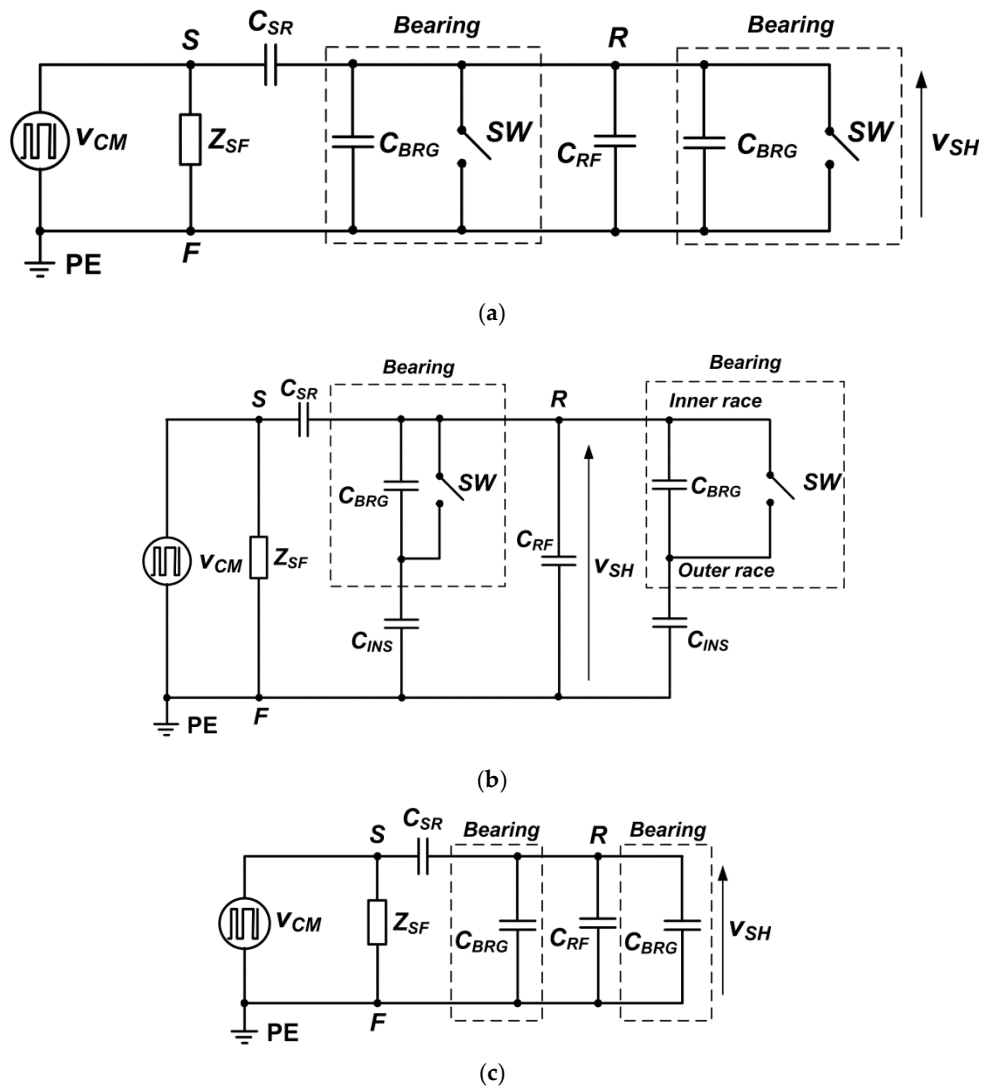 C_SR Bearing Bearing
S R
v_CM Z_SF C_BRG SW C_RF C_BRG SW v_SH
F
PE
(a)
Bearing Bearing
S C_SR R Inner race
C_BRG SW C_BRG SW
v_CM Z_SF C_RF v_SH Outer race
C_INS C_INS
PE F
(b)
C_SR
S Bearing R Bearing
v_CM Z_SF C_BRG C_RF C_BRG v_SH
F
PE
(c)